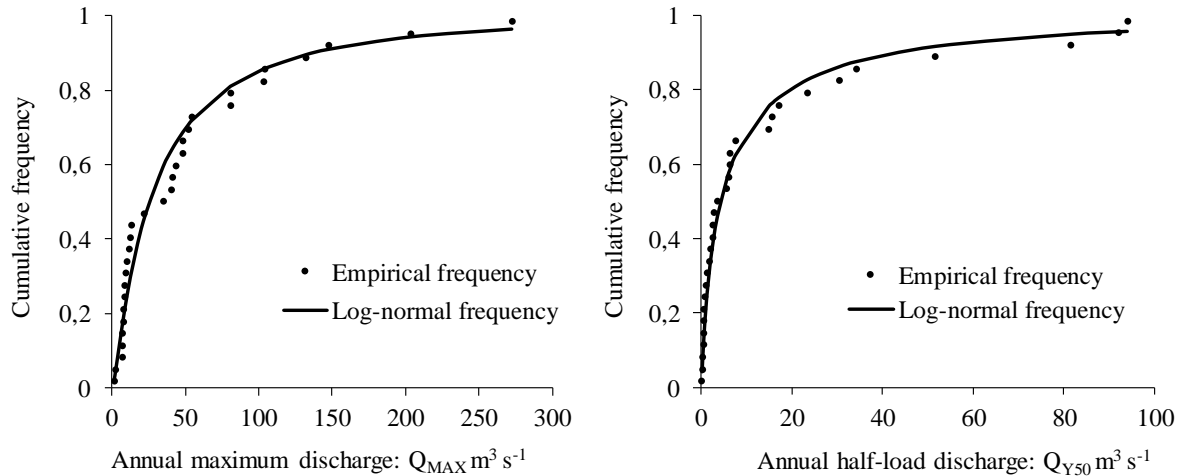 1
0,8
0,6
0,4
0,2
0
Cumulative frequency
Empirical frequency
Log-normal frequency
0 50 100 150 200 250 300
Annual maximum discharge: Q_MAX m³ s⁻¹
1
0,8
0,6
0,4
0,2
0
Cumulative frequency
Empirical frequency
Log-normal frequency
0 20 40 60 80 100
Annual half-load discharge: Q_Y50 m³ s⁻¹